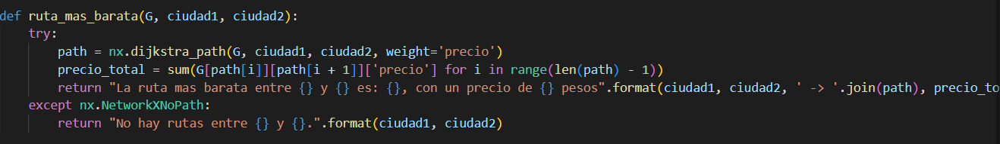 def ruta_mas_barata(G, ciudad1, ciudad2):
    try:
        path = nx.dijkstra_path(G, ciudad1, ciudad2, weight='precio')
        precio_total = sum(G[path[i]][path[i + 1]]['precio'] for i in range(len(path) - 1))
        return "La ruta mas barata entre {} y {} es: {}, con un precio de {} pesos".format(ciudad1, ciudad2, ' -> '.join(path), precio_to
    except nx.NetworkXNoPath:
        return "No hay rutas entre {} y {}.".format(ciudad1, ciudad2)